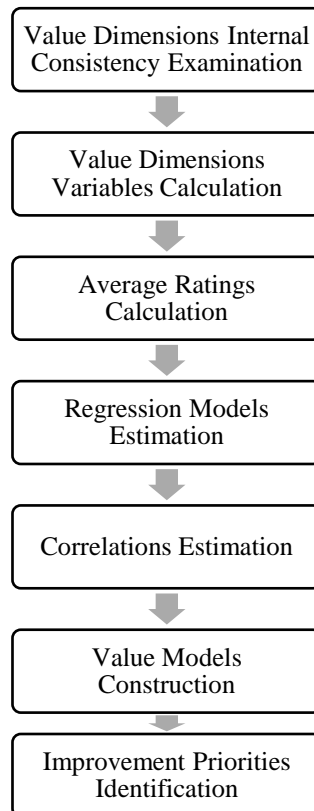 Value Dimensions Internal
Consistency Examination
Value Dimensions
Variables Calculation
Average Ratings
Calculation
Regression Models
Estimation
Correlations Estimation
Value Models
Construction
Improvement Priorities
Identification